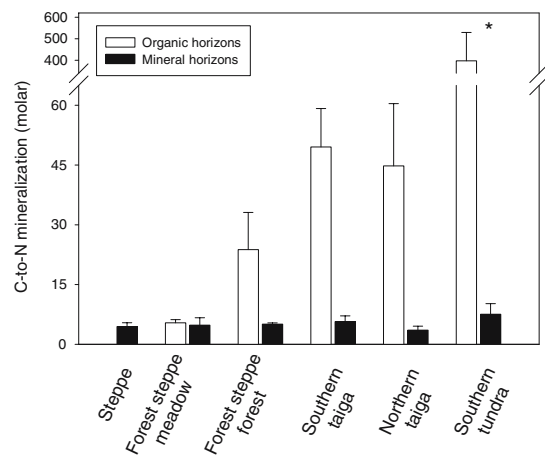 600
500
400
60
45
30
15
0
C-to-N mineralization (molar)
Organic horizons
Mineral horizons
*
Steppe
Forest steppe
meadow
Forest steppe
forest
Southern
taiga
Northern
taiga
Southern
tundra